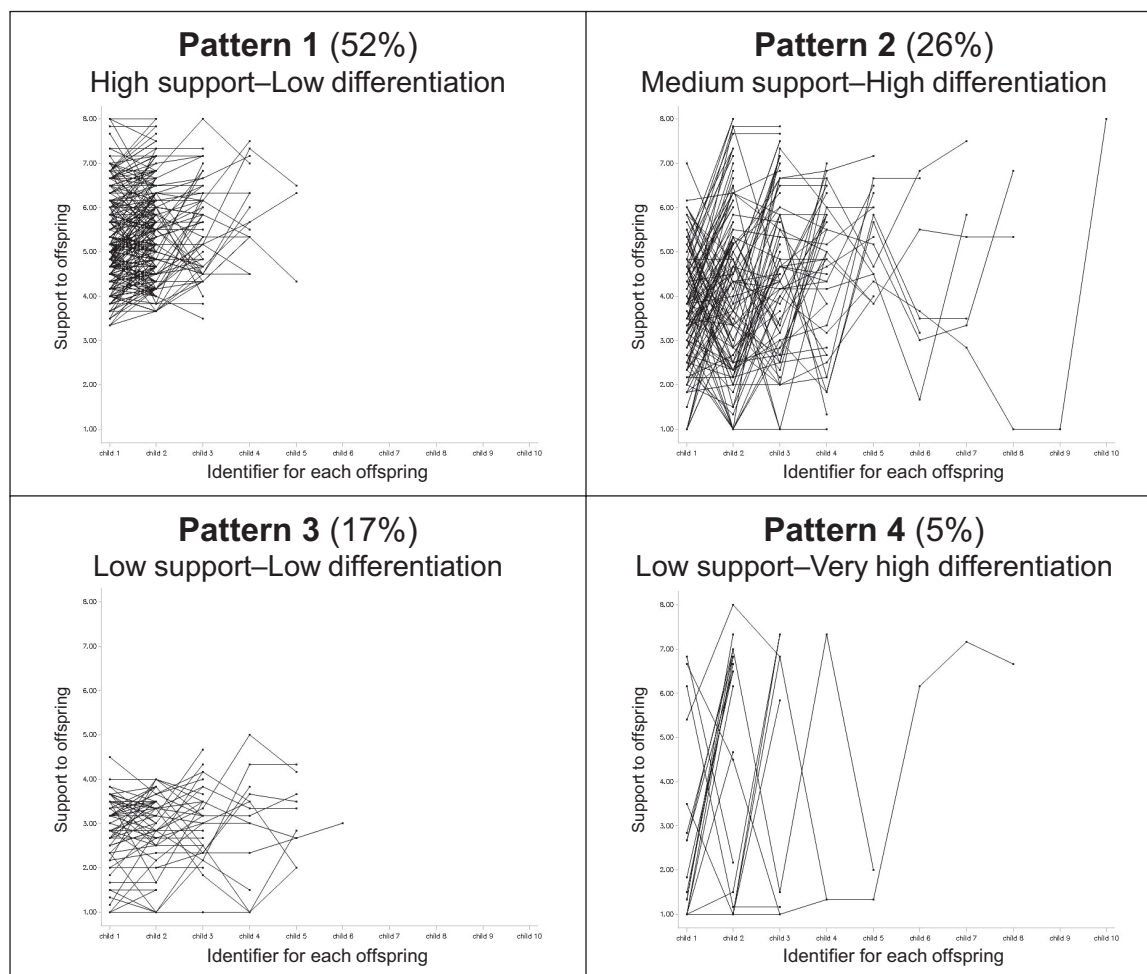 Pattern 1 (52%)
High support–Low differentiation
Support to offspring
8.00
7.00
6.00
5.00
4.00
3.00
2.00
1.00
child 1 child 2 child 3 child 4 child 5 child 6 child 7 child 8 child 9 child 10
Identifier for each offspring
Pattern 2 (26%)
Medium support–High differentiation
Support to offspring
8.00
7.00
6.00
5.00
4.00
3.00
2.00
1.00
child 1 child 2 child 3 child 4 child 5 child 6 child 7 child 8 child 9 child 10
Identifier for each offspring
Pattern 3 (17%)
Low support–Low differentiation
Support to offspring
8.00
7.00
6.00
5.00
4.00
3.00
2.00
1.00
child 1 child 2 child 3 child 4 child 5 child 6 child 7 child 8 child 9 child 10
Identifier for each offspring
Pattern 4 (5%)
Low support–Very high differentiation
Support to offspring
8.00
7.00
6.00
5.00
4.00
3.00
2.00
1.00
child 1 child 2 child 3 child 4 child 5 child 6 child 7 child 8 child 9 child 10
Identifier for each offspring